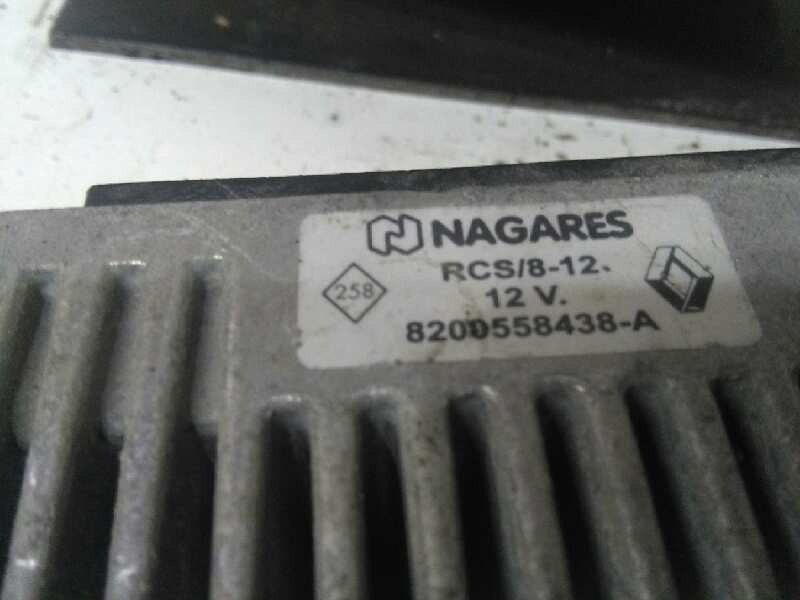 NAGARES
RCS/8-12.
258
12 V.
8200558438-A